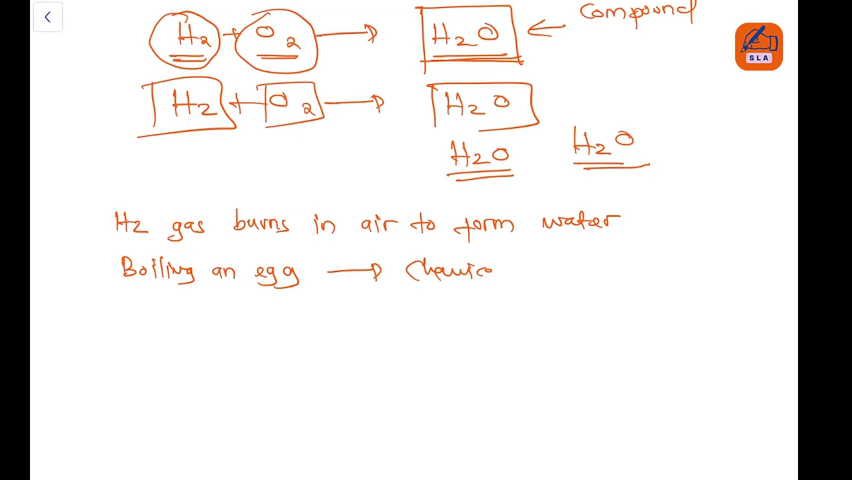 Compound
H2 + O2 → H2O ←
SLA
H2 + O2 → H2O
H2O H2O
H2 gas burns in air to form water
Boiling an egg → Chemic